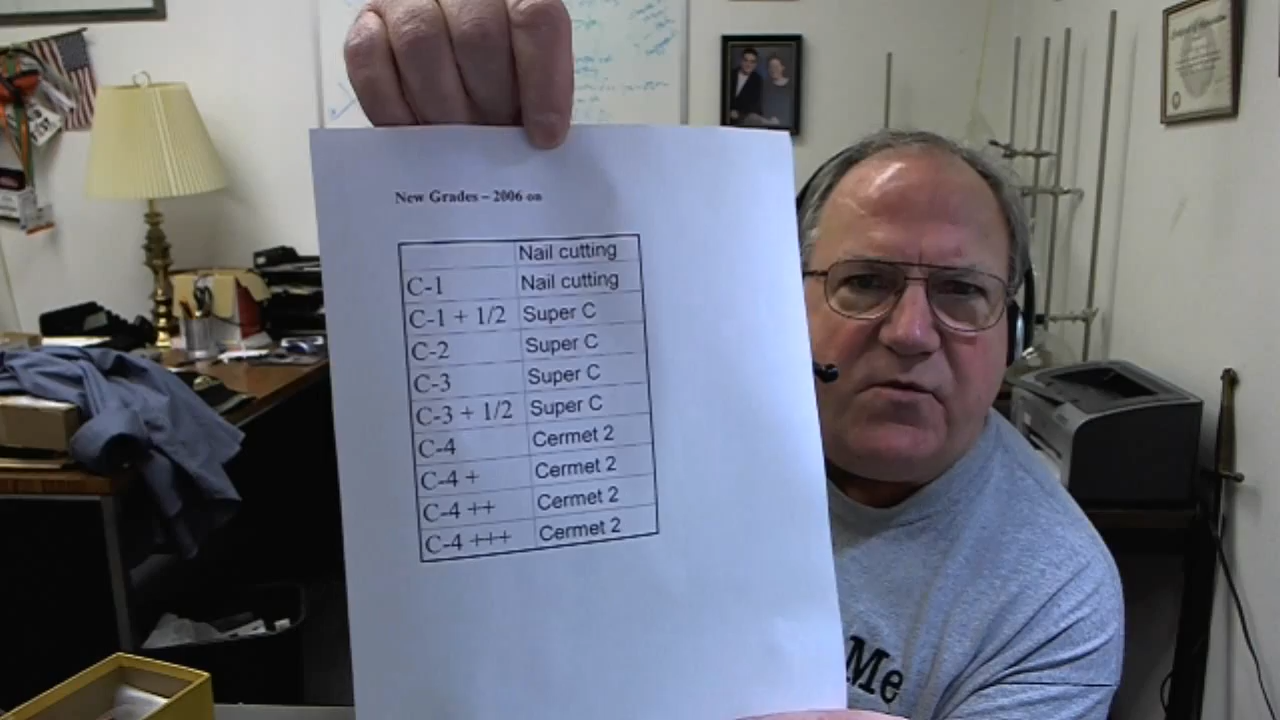 New Grades – 2006 on
Nail cutting
C-1 Nail cutting
C-1 + 1/2 Super C
C-2 Super C
C-3 Super C
C-3 + 1/2 Super C
C-4 Cermet 2
C-4 + Cermet 2
C-4 ++ Cermet 2
C-4 +++ Cermet 2
Me